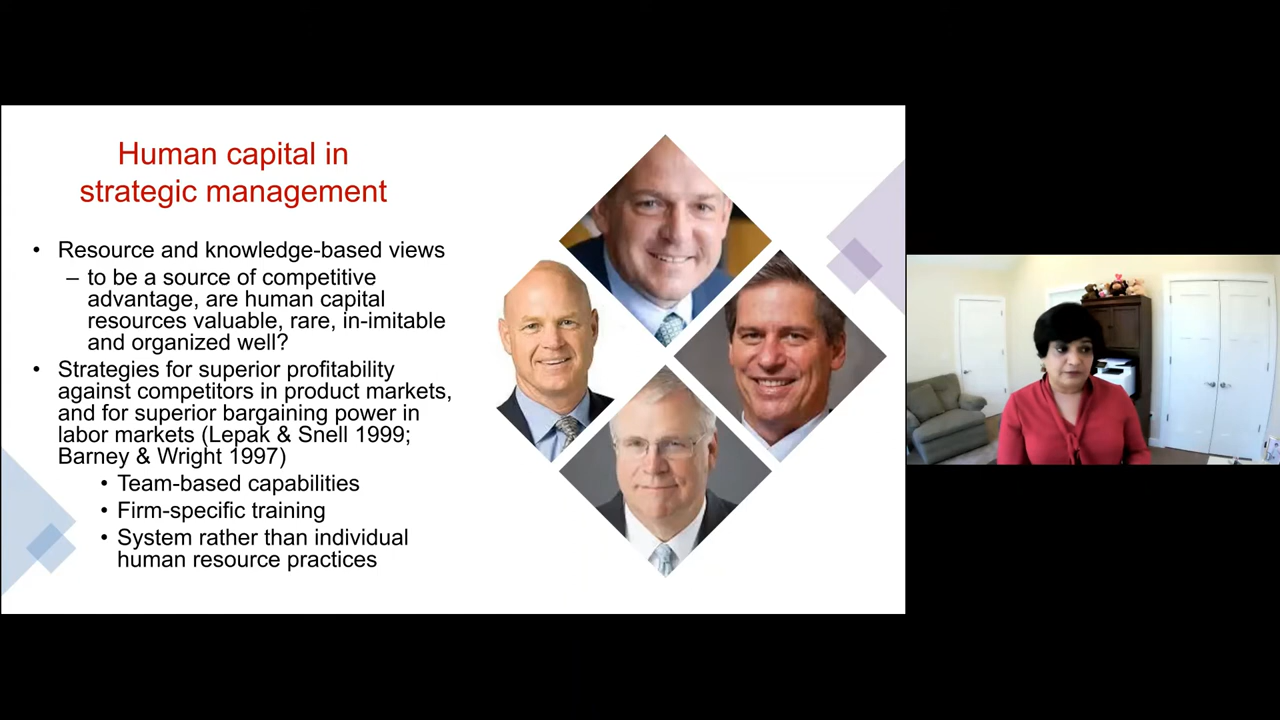 Human capital in
strategic management
• Resource and knowledge-based views
– to be a source of competitive
advantage, are human capital
resources valuable, rare, in-imitable
and organized well?
• Strategies for superior profitability
against competitors in product markets,
and for superior bargaining power in
labor markets (Lepak & Snell 1999;
Barney & Wright 1997)
• Team-based capabilities
• Firm-specific training
• System rather than individual
human resource practices